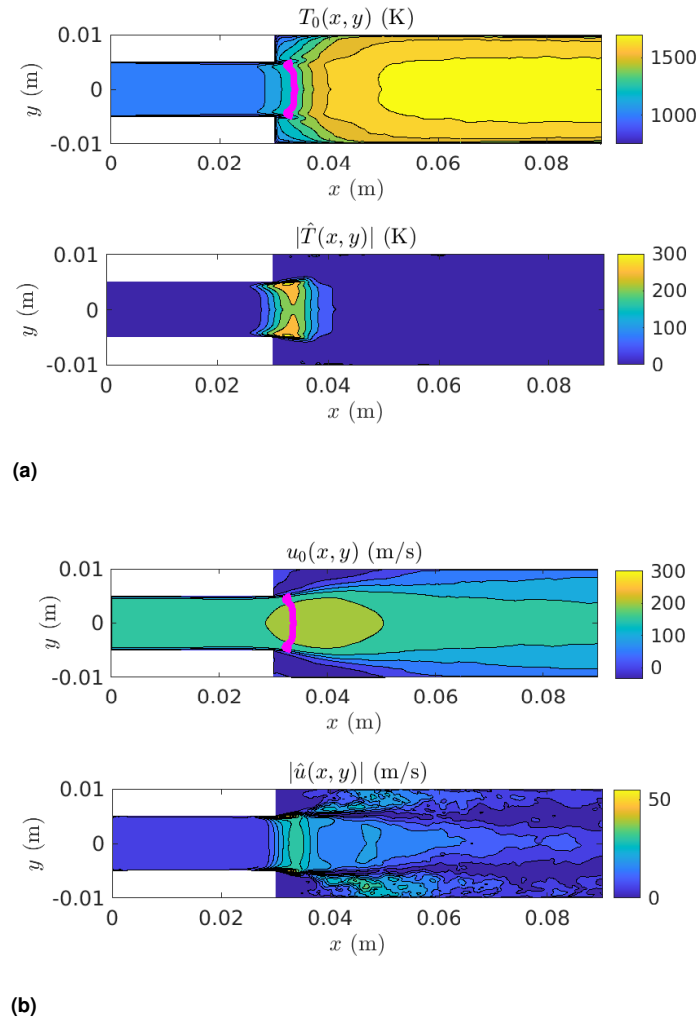 T₀(x, y) (K)
0.01
0
-0.01
y (m)
0 0.02 0.04 0.06 0.08
x (m)
1500
1000
|T̂(x, y)| (K)
0.01
0
-0.01
y (m)
0 0.02 0.04 0.06 0.08
x (m)
300
200
100
0
(a)
u₀(x, y) (m/s)
0.01
0
-0.01
y (m)
0 0.02 0.04 0.06 0.08
x (m)
300
200
100
0
|û(x, y)| (m/s)
0.01
0
-0.01
y (m)
0 0.02 0.04 0.06 0.08
x (m)
50
0
(b)